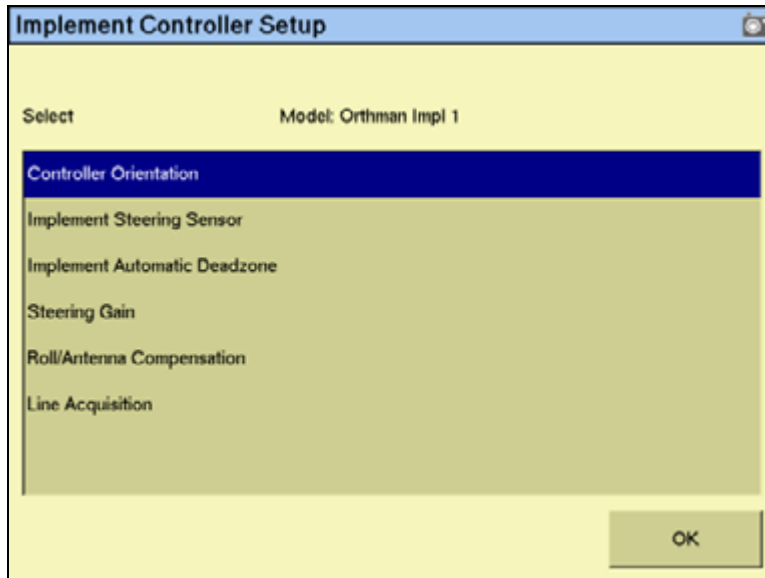 Implement Controller Setup
Select Model: Orthman Impl 1
Controller Orientation
Implement Steering Sensor
Implement Automatic Deadzone
Steering Gain
Roll/Antenna Compensation
Line Acquisition
OK